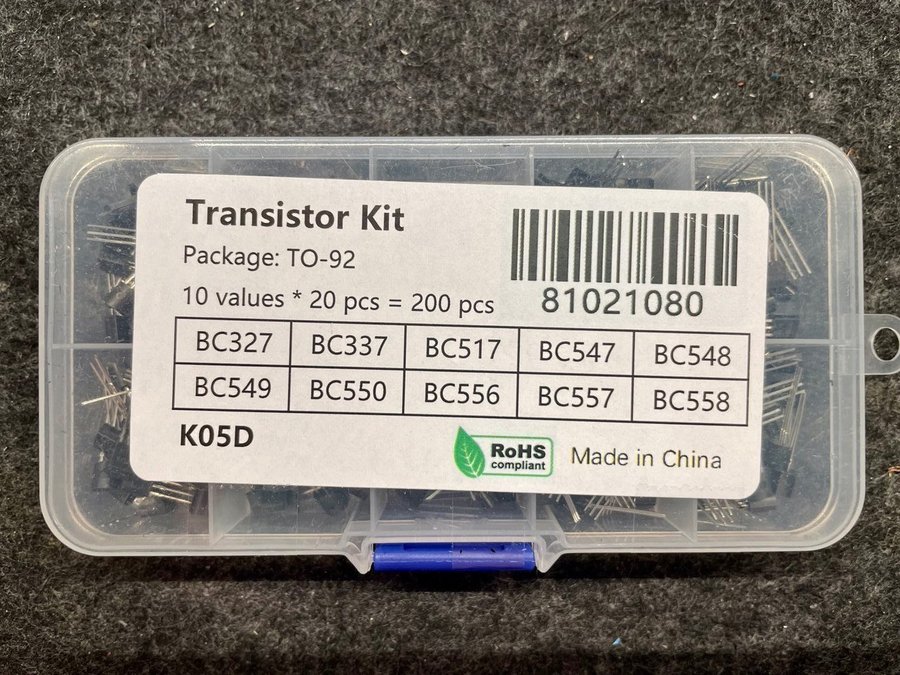 Transistor Kit
Package: TO-92
10 values * 20 pcs = 200 pcs
81021080
BC327 BC337 BC517 BC547 BC548
BC549 BC550 BC556 BC557 BC558
K05D
RoHS
compliant
Made in China